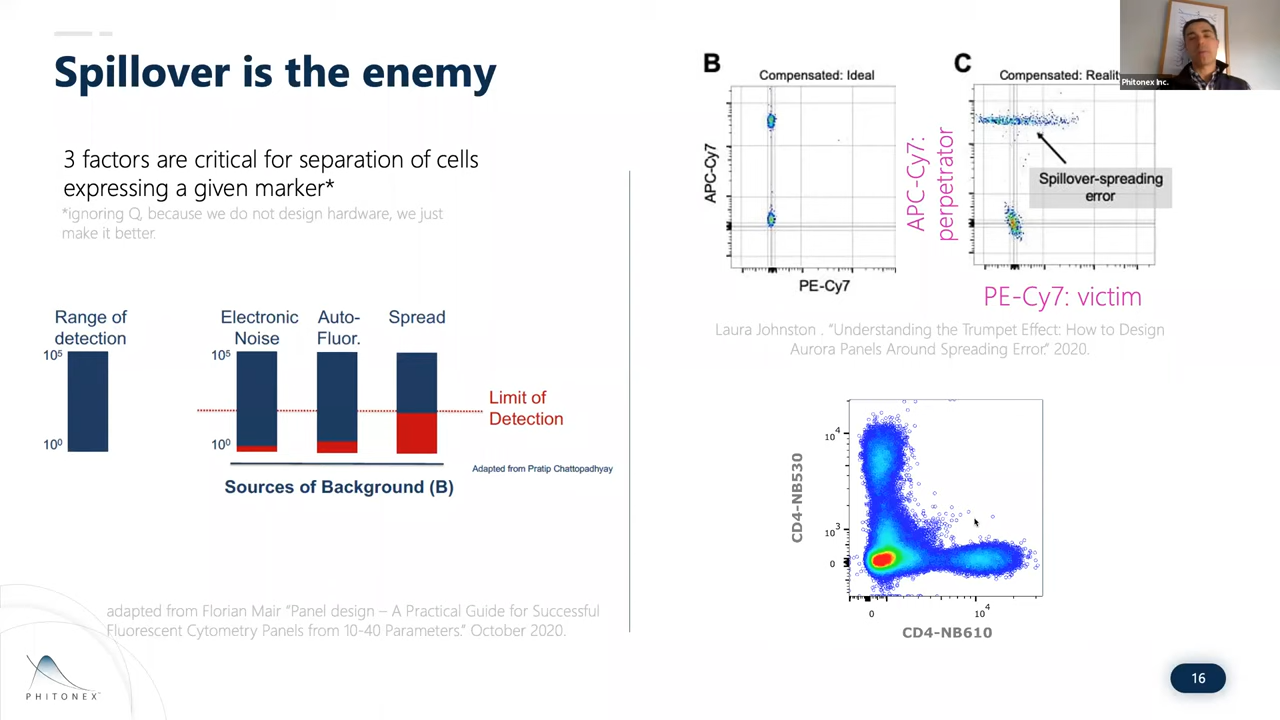 Spillover is the enemy
3 factors are critical for separation of cells
expressing a given marker*
*ignoring Q, because we do not design hardware, we just
make it better.
Range of
detection
10⁵
10⁰
Electronic
Noise
Auto-
Fluor.
Spread
10⁵
10⁰
Limit of
Detection
Adapted from Pratip Chattopadhyay
Sources of Background (B)
adapted from Florian Mair “Panel design – A Practical Guide for Successful
Fluorescent Cytometry Panels from 10-40 Parameters.” October 2020.
PHITONEX
B
Compensated: Ideal
APC-Cy7
PE-Cy7
C
Compensated: Reality
APC-Cy7:
perpetrator
Spillover-spreading
error
PE-Cy7: victim
Phitonex Inc.
Laura Johnston . “Understanding the Trumpet Effect: How to Design
Aurora Panels Around Spreading Error.” 2020.
CD4-NB530
10⁴
10³
0
0
10⁴
CD4-NB610
16